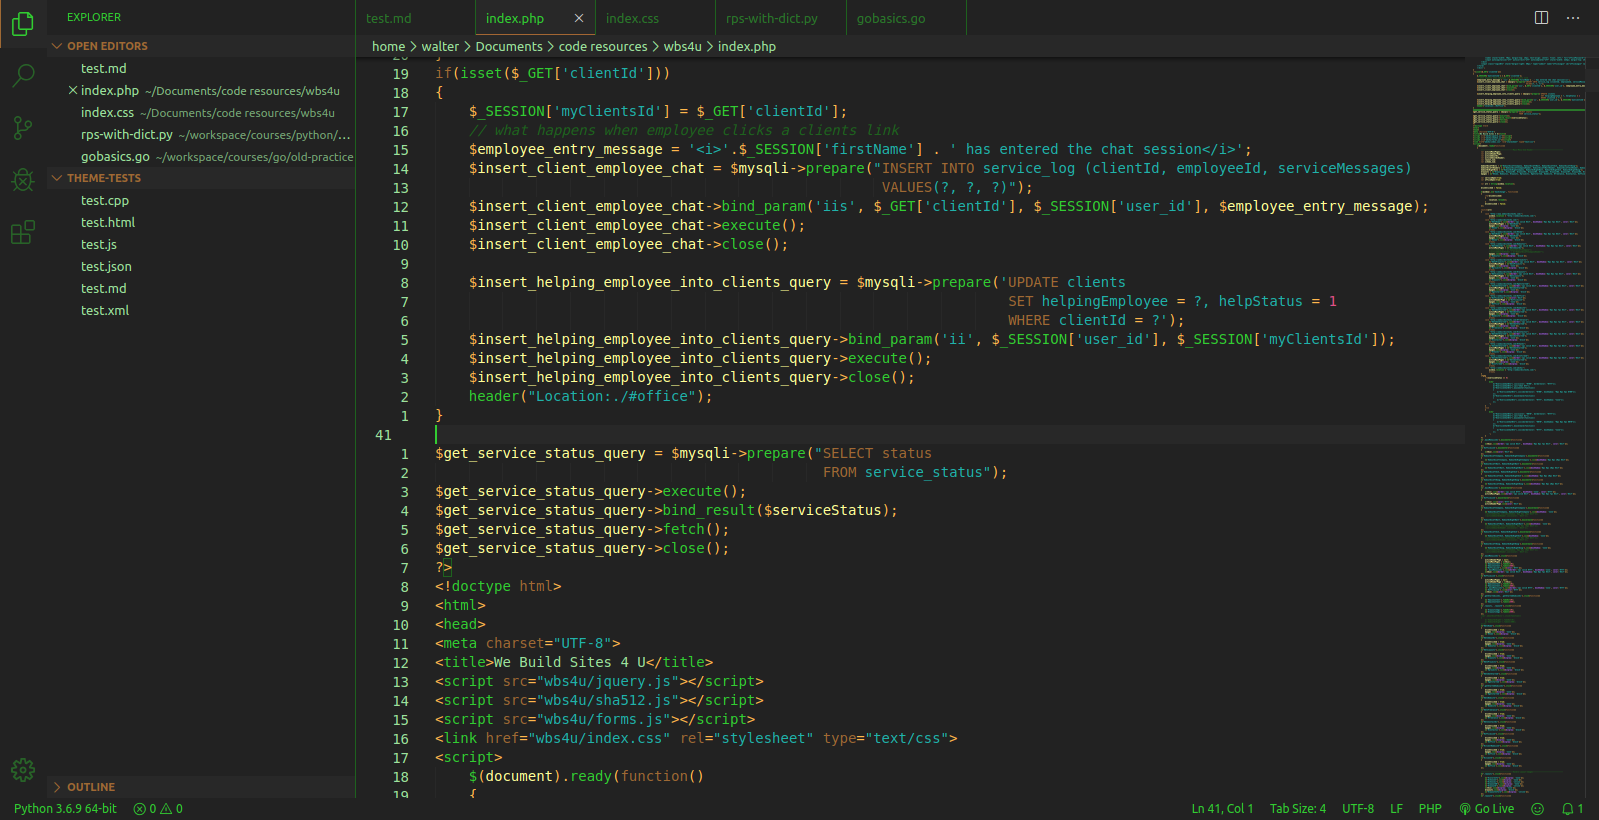 EXPLORER
OPEN EDITORS
test.md
index.php ~/Documents/code resources/wbs4u
index.css ~/Documents/code resources/wbs4u
rps-with-dict.py ~/workspace/courses/python/...
gobasics.go ~/workspace/courses/go/old-practice
THEME-TESTS
test.cpp
test.html
test.js
test.json
test.md
test.xml
OUTLINE
test.md index.php index.css rps-with-dict.py gobasics.go
home > walter > Documents > code resources > wbs4u > index.php
19 if(isset($_GET['clientId']))
18 {
17 $_SESSION['myClientsId'] = $_GET['clientId'];
16 // what happens when employee clicks a clients link
15 $employee_entry_message = '<i>'.$_SESSION['firstName'] . ' has entered the chat session</i>';
14 $insert_client_employee_chat = $mysqli->prepare("INSERT INTO service_log (clientId, employeeId, serviceMessages)
13 VALUES(?, ?, ?)");
12 $insert_client_employee_chat->bind_param('iis', $_GET['clientId'], $_SESSION['user_id'], $employee_entry_message);
11 $insert_client_employee_chat->execute();
10 $insert_client_employee_chat->close();
9
8 $insert_helping_employee_into_clients_query = $mysqli->prepare('UPDATE clients
7 SET helpingEmployee = ?, helpStatus = 1
6 WHERE clientId = ?');
5 $insert_helping_employee_into_clients_query->bind_param('ii', $_SESSION['user_id'], $_SESSION['myClientsId']);
4 $insert_helping_employee_into_clients_query->execute();
3 $insert_helping_employee_into_clients_query->close();
2 header("Location:./#office");
1 }
41
1 $get_service_status_query = $mysqli->prepare("SELECT status
2 FROM service_status");
3 $get_service_status_query->execute();
4 $get_service_status_query->bind_result($serviceStatus);
5 $get_service_status_query->fetch();
6 $get_service_status_query->close();
7 ?>
8 <!doctype html>
9 <html>
10 <head>
11 <meta charset="UTF-8">
12 <title>We Build Sites 4 U</title>
13 <script src="wbs4u/jquery.js"></script>
14 <script src="wbs4u/sha512.js"></script>
15 <script src="wbs4u/forms.js"></script>
16 <link href="wbs4u/index.css" rel="stylesheet" type="text/css">
17 <script>
18 $(document).ready(function()
19 {
Python 3.6.9 64-bit 0 0 Ln 41, Col 1 Tab Size: 4 UTF-8 LF PHP Go Live 1